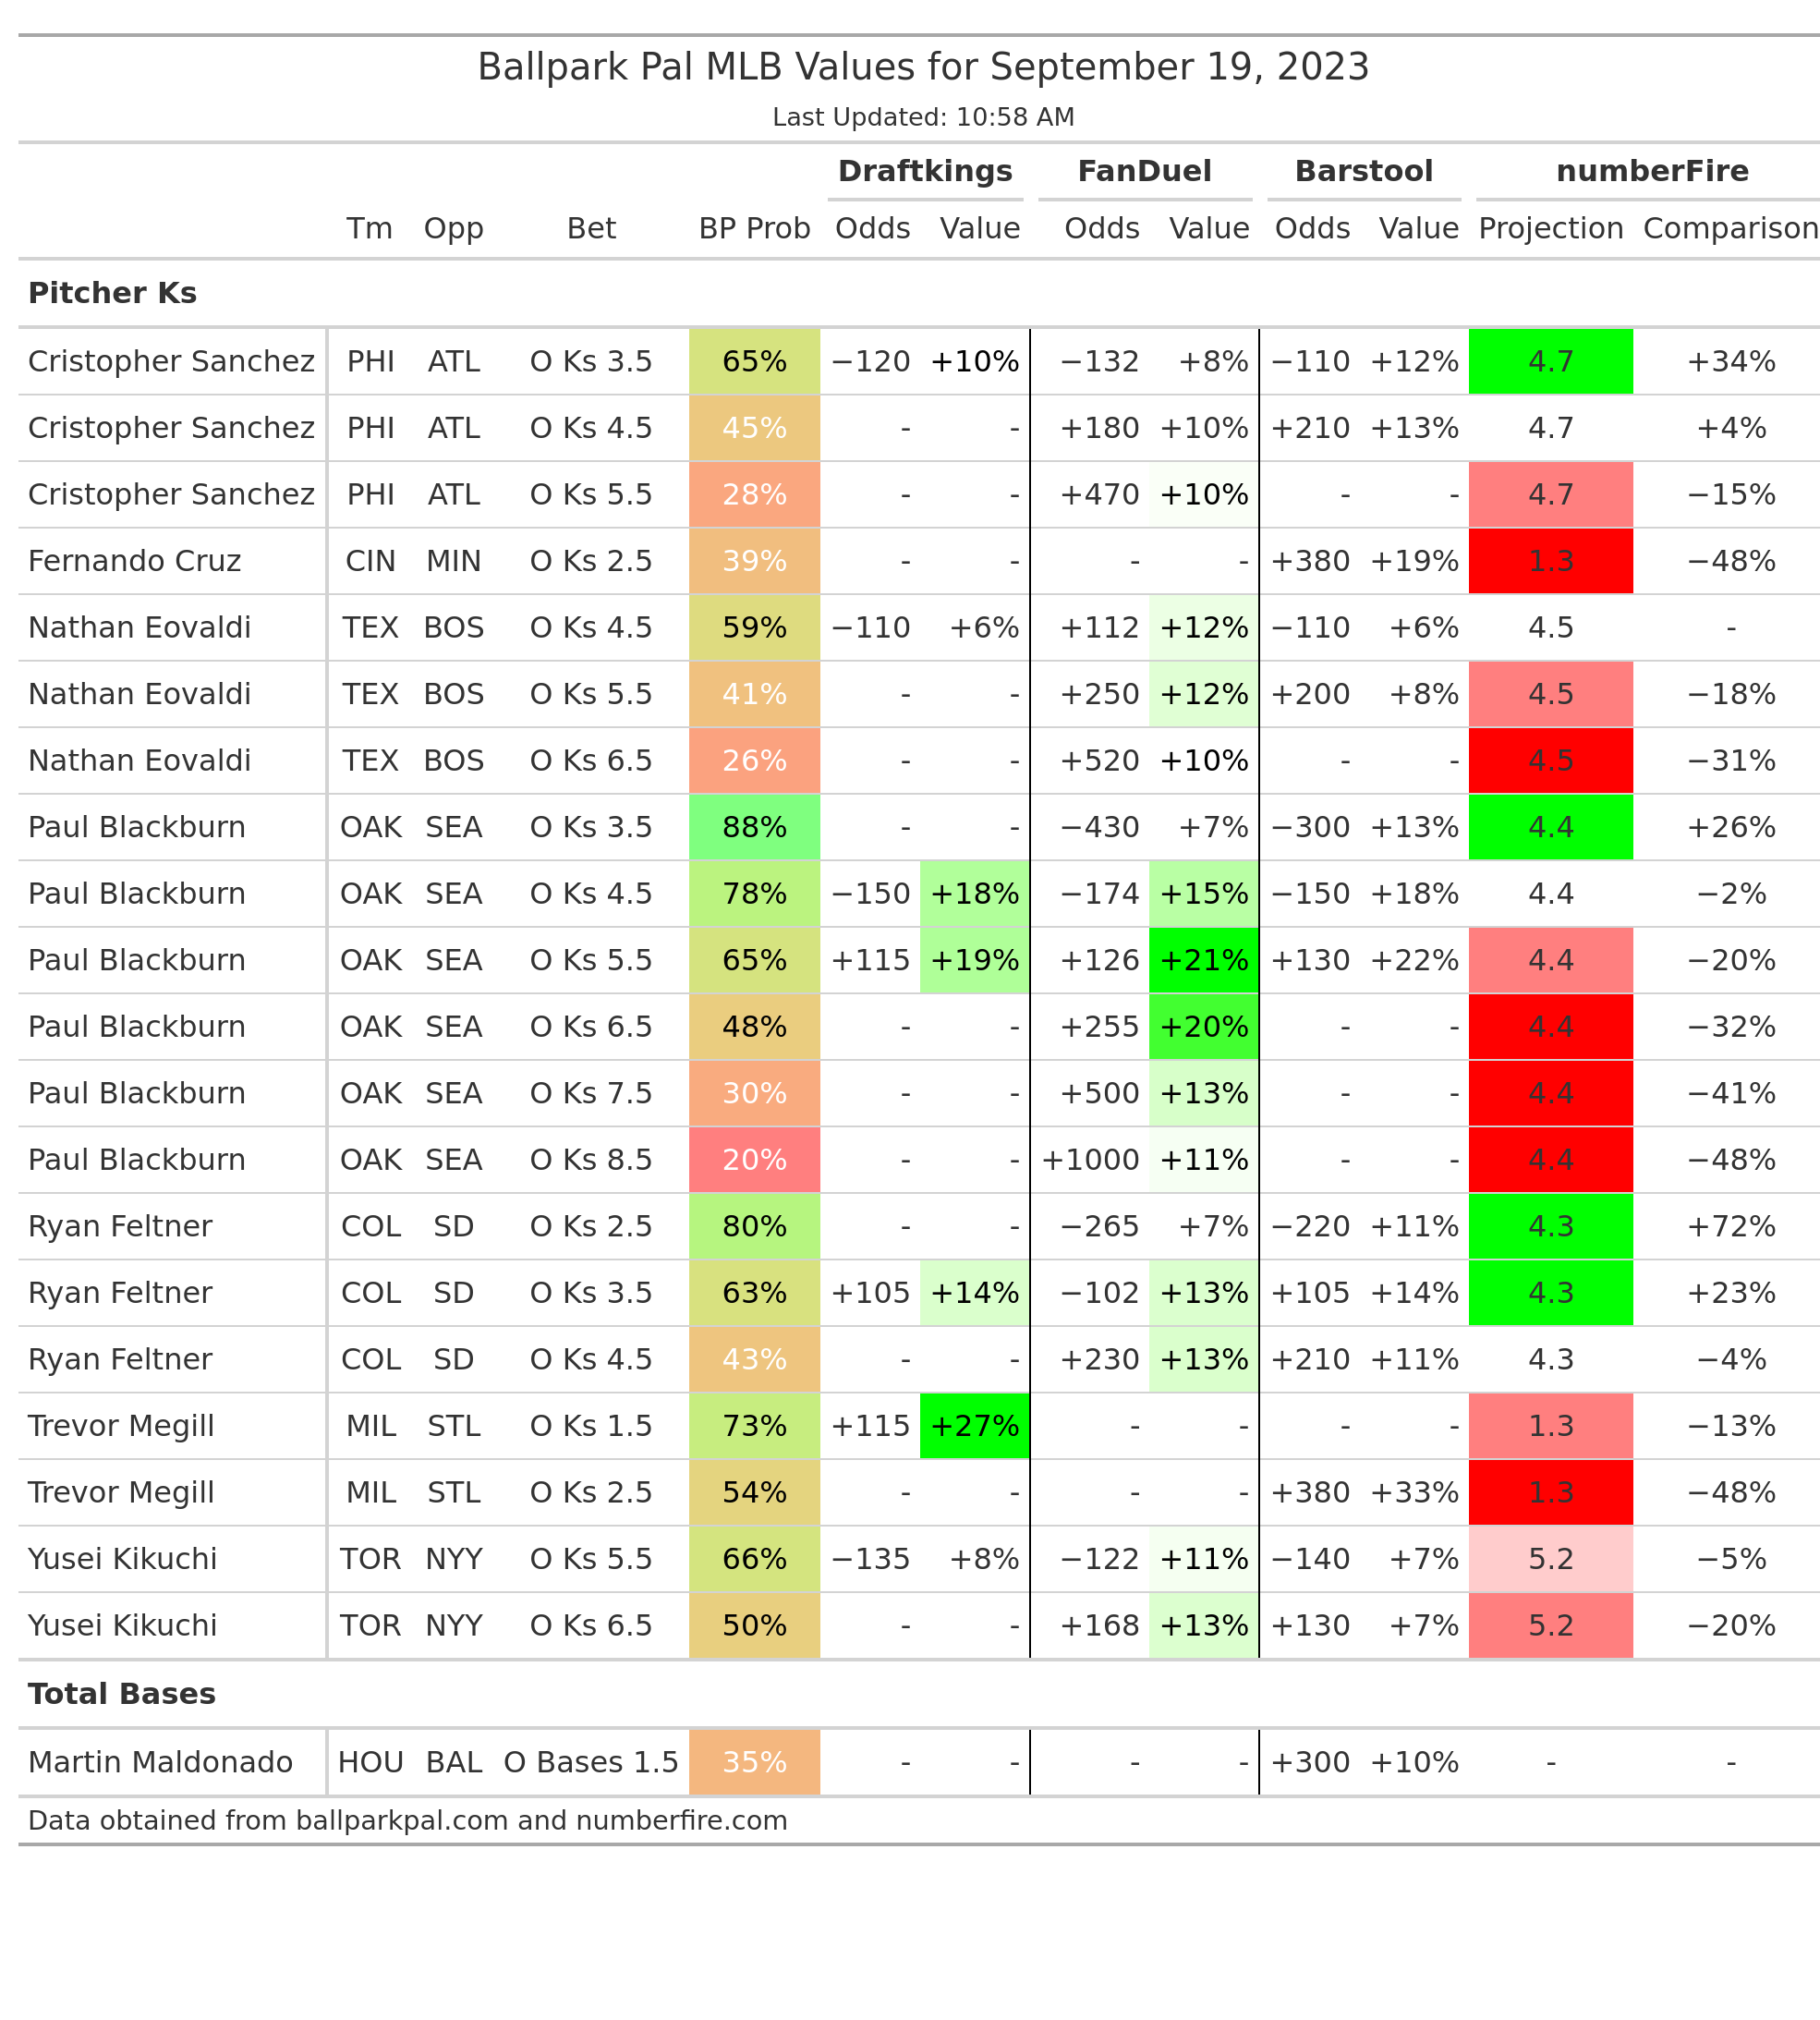 Ballpark Pal MLB Values for September 19, 2023
Last Updated: 10:58 AM
Draftkings FanDuel Barstool numberFire
Tm Opp Bet BP Prob Odds Value Odds Value Odds Value Projection Comparison
Pitcher Ks
Cristopher Sanchez PHI ATL O Ks 3.5 65% −120 +10% −132 +8% −110 +12% 4.7 +34%
Cristopher Sanchez PHI ATL O Ks 4.5 45% - - +180 +10% +210 +13% 4.7 +4%
Cristopher Sanchez PHI ATL O Ks 5.5 28% - - +470 +10% - - 4.7 −15%
Fernando Cruz CIN MIN O Ks 2.5 39% - - - - +380 +19% 1.3 −48%
Nathan Eovaldi TEX BOS O Ks 4.5 59% −110 +6% +112 +12% −110 +6% 4.5 -
Nathan Eovaldi TEX BOS O Ks 5.5 41% - - +250 +12% +200 +8% 4.5 −18%
Nathan Eovaldi TEX BOS O Ks 6.5 26% - - +520 +10% - - 4.5 −31%
Paul Blackburn OAK SEA O Ks 3.5 88% - - −430 +7% −300 +13% 4.4 +26%
Paul Blackburn OAK SEA O Ks 4.5 78% −150 +18% −174 +15% −150 +18% 4.4 −2%
Paul Blackburn OAK SEA O Ks 5.5 65% +115 +19% +126 +21% +130 +22% 4.4 −20%
Paul Blackburn OAK SEA O Ks 6.5 48% - - +255 +20% - - 4.4 −32%
Paul Blackburn OAK SEA O Ks 7.5 30% - - +500 +13% - - 4.4 −41%
Paul Blackburn OAK SEA O Ks 8.5 20% - - +1000 +11% - - 4.4 −48%
Ryan Feltner COL SD O Ks 2.5 80% - - −265 +7% −220 +11% 4.3 +72%
Ryan Feltner COL SD O Ks 3.5 63% +105 +14% −102 +13% +105 +14% 4.3 +23%
Ryan Feltner COL SD O Ks 4.5 43% - - +230 +13% +210 +11% 4.3 −4%
Trevor Megill MIL STL O Ks 1.5 73% +115 +27% - - - - 1.3 −13%
Trevor Megill MIL STL O Ks 2.5 54% - - - - +380 +33% 1.3 −48%
Yusei Kikuchi TOR NYY O Ks 5.5 66% −135 +8% −122 +11% −140 +7% 5.2 −5%
Yusei Kikuchi TOR NYY O Ks 6.5 50% - - +168 +13% +130 +7% 5.2 −20%
Total Bases
Martin Maldonado HOU BAL O Bases 1.5 35% - - - - +300 +10% - -
Data obtained from ballparkpal.com and numberfire.com